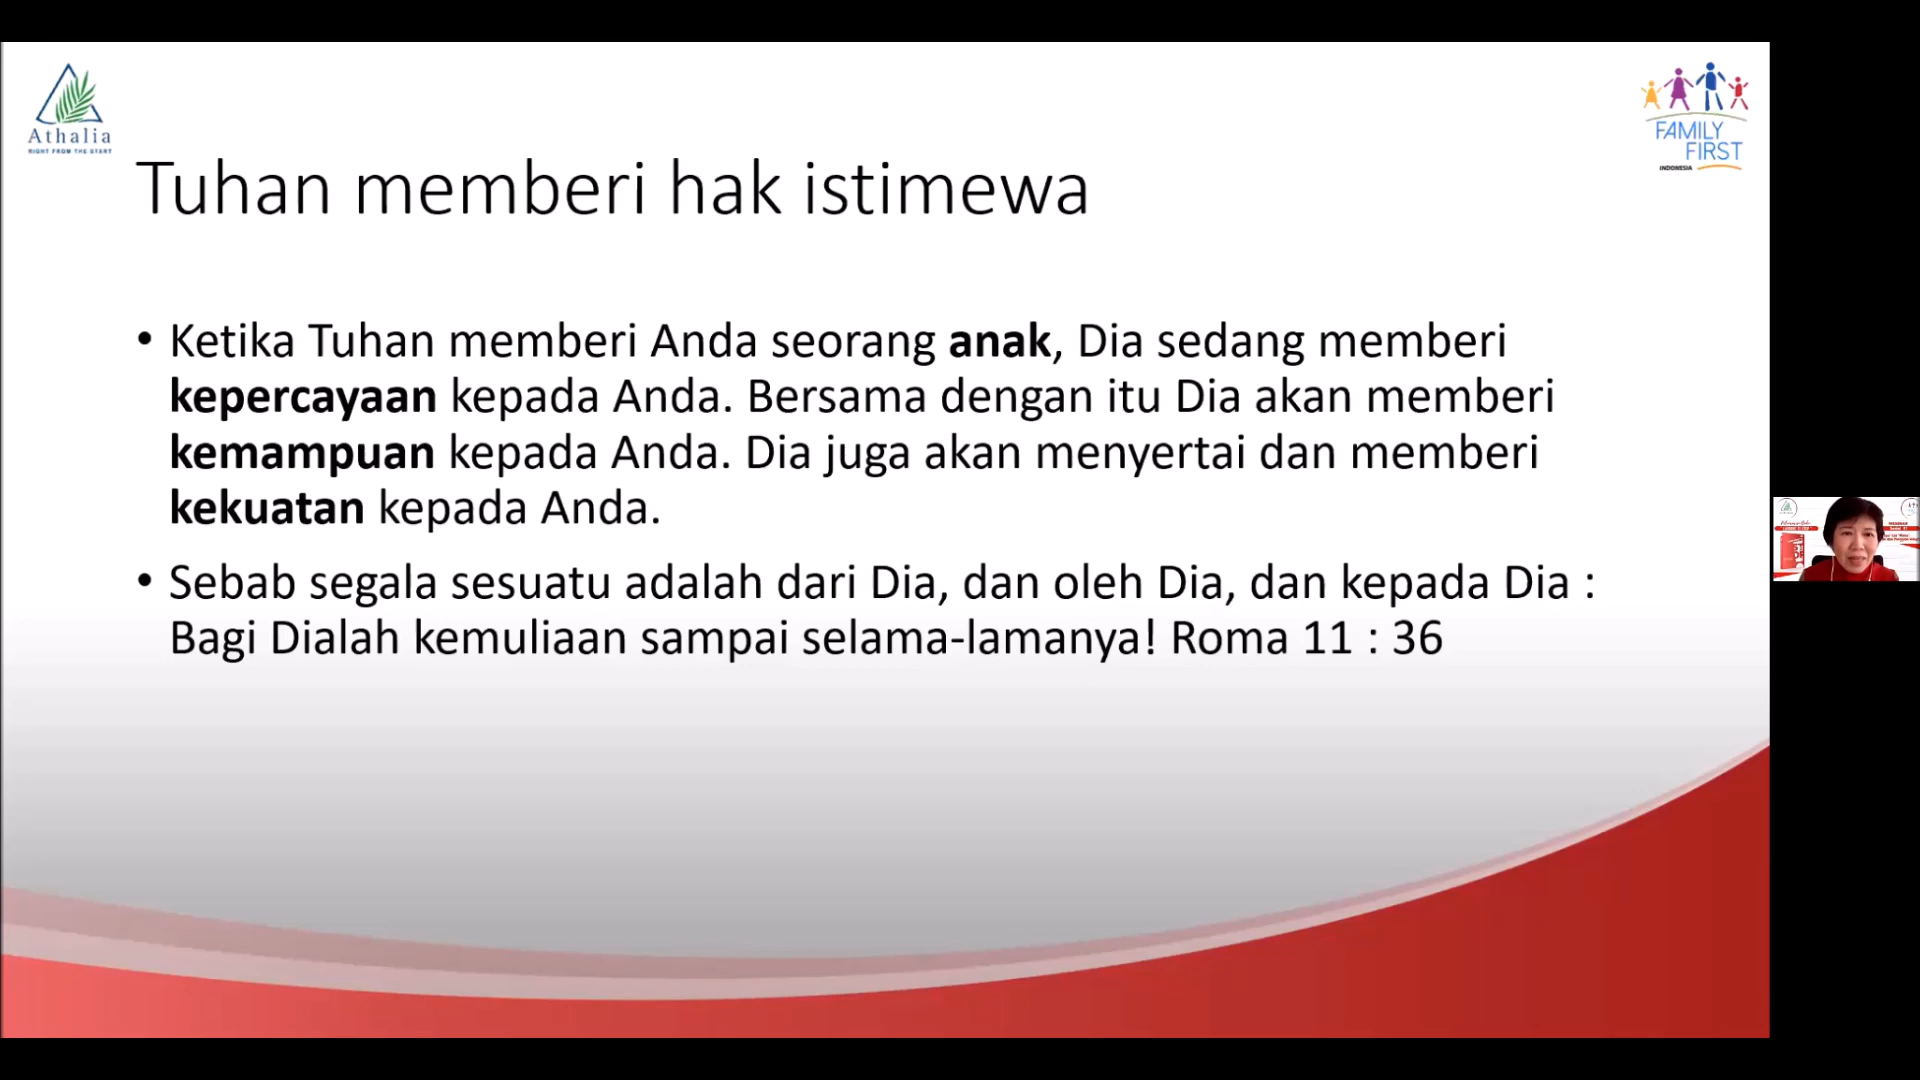 Athalia
RIGHT FROM THE START
FAMILY
FIRST
INDONESIA
Tuhan memberi hak istimewa
• Ketika Tuhan memberi Anda seorang anak, Dia sedang memberi
kepercayaan kepada Anda. Bersama dengan itu Dia akan memberi
kemampuan kepada Anda. Dia juga akan menyertai dan memberi
kekuatan kepada Anda.
• Sebab segala sesuatu adalah dari Dia, dan oleh Dia, dan kepada Dia :
Bagi Dialah kemuliaan sampai selama-lamanya! Roma 11 : 36
WEBINAR